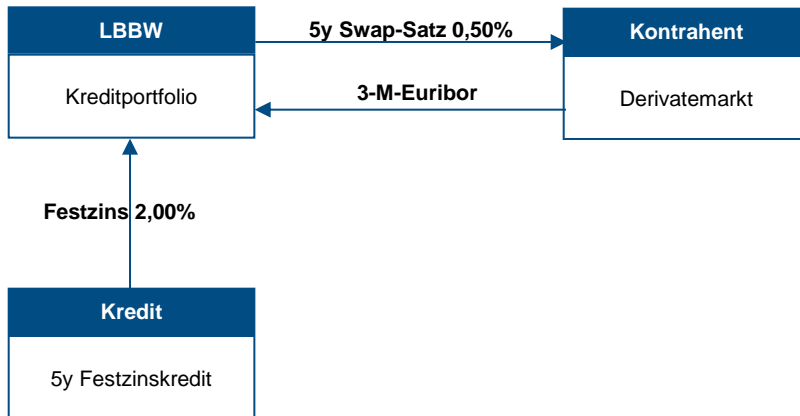 LBBW
Kreditportfolio
5y Swap-Satz 0,50%
3-M-Euribor
Kontrahent
Derivatemarkt
Festzins 2,00%
Kredit
5y Festzinskredit